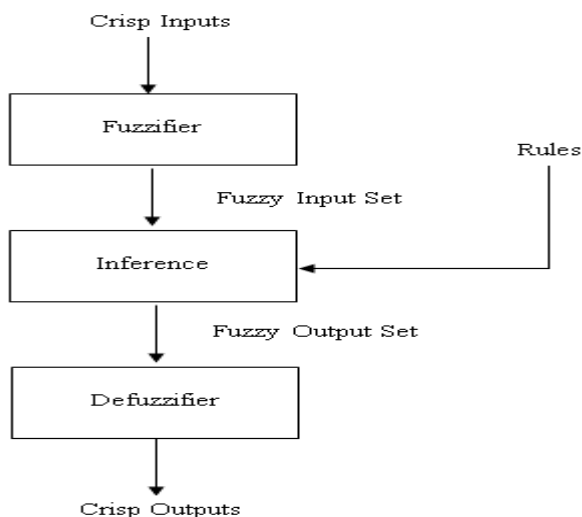 Crisp Inputs
Fuzzifier
Rules
Fuzzy Input Set
Inference
Fuzzy Output Set
Defuzzifier
Crisp Outputs